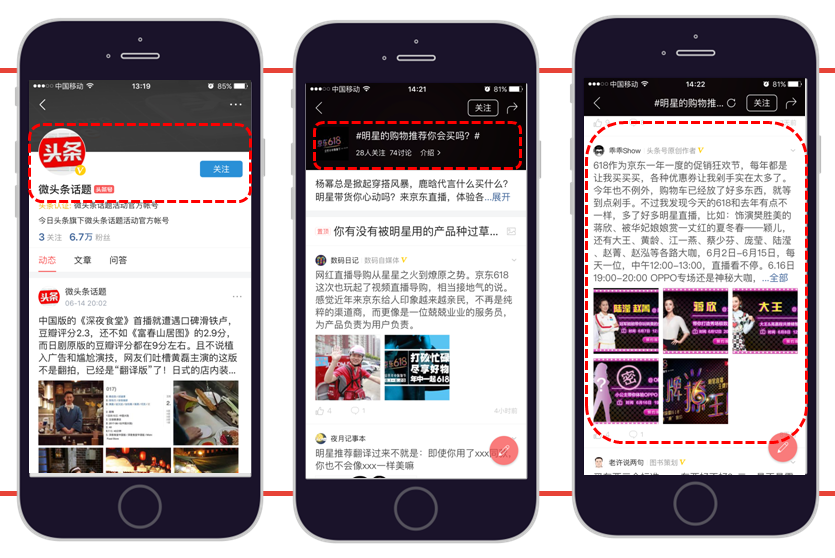 中国移动 13:19 85%
头条
关注
微头条话题 头条号
头条认证：微头条话题活动官方帐号
今日头条旗下微头条话题活动官方帐号
3 关注 6.7万 粉丝
动态 文章 问答
头条
微头条话题
06-14 20:02
中国版的《深夜食堂》首播就遭遇口碑滑铁卢，
豆瓣评分2.3，还不如《富春山居图》的2.9分，
而日剧原版的豆瓣评分都在9分左右。且不说植
入广告和尴尬演技，网友们吐槽黄磊主演的这版
不是翻拍，已经是“翻译版”了！日式的店内装...
中国移动 14:21 81%
关注
京东618
#明星的购物推荐你会买吗？#
28人关注 74讨论 介绍 >
杨幂总是掀起穿搭风暴，鹿晗代言什么买什么？
明星带货你心动吗？来京东直播，体验各...展开
置顶 你有没有被明星用的产品种过草...
数码日记 数码自媒体
网红直播导购从星星之火到燎原之势。京东618
这次也玩起了视频直播导购，相当接地气的说。
感觉近年来京东给人印象越来越亲民，不再是纯
粹的渠道商，而更像是一位兢兢业业的服务员，
为产品负责为用户负责。
打破忙碌
尽享好物
年中一起618
4 1 4小时前
夜月记事本
明星推荐翻译过来不就是：即使你用了xxx同款，
你也不会像xxx一样美嘛
中国移动 14:22 81%
#明星的购物推... 关注
乖乖Show 头条号原创作者
618作为京东一年一度的促销狂欢节，每年都是
让我买买买，各种优惠券让我剁手实在太多了。
今年也不例外，购物车已经放了好多东西，就等
到点剁手。不过我发现今天的618和去年有点不
一样，多了好多明星直播，比如：饰演樊胜美的
蒋欣、被华妃娘娘赏一丈红的夏冬春——颖儿，
还有大王、黄龄、江一燕、蔡少芬、庞莹、陆滢
、赵菁、赵泓等各路大咖，6月2日-6月15日，每
天一位，中午12:00-13:00，直播看不停。6.16日
19:00-20:00 OPPO专场还是神秘大咖，...全部
陆滢 赵菁
蒋欣
大王
密
牌撩王
老许说两句 图书策划